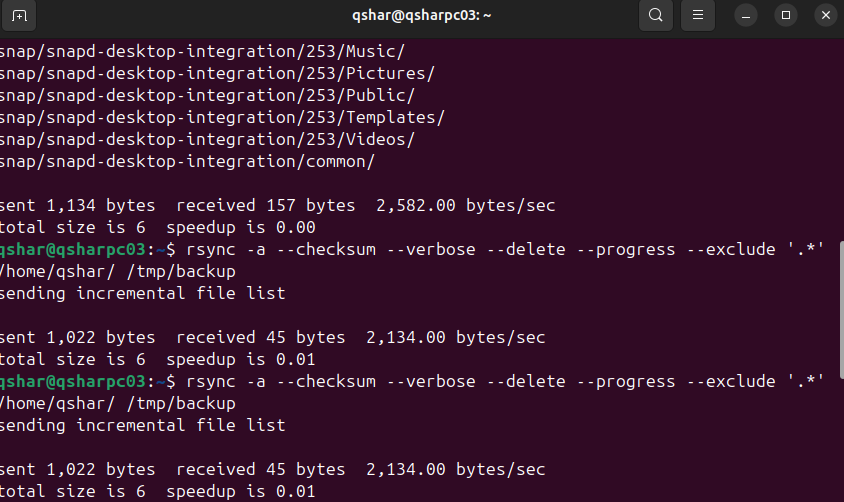 qshar@qsharpc03: ~
snap/snapd-desktop-integration/253/Music/
snap/snapd-desktop-integration/253/Pictures/
snap/snapd-desktop-integration/253/Public/
snap/snapd-desktop-integration/253/Templates/
snap/snapd-desktop-integration/253/Videos/
snap/snapd-desktop-integration/common/
sent 1,134 bytes  received 157 bytes  2,582.00 bytes/sec
total size is 6  speedup is 0.00
qshar@qsharpc03:~$ rsync -a --checksum --verbose --delete --progress --exclude '.*'
/home/qshar/ /tmp/backup
sending incremental file list
sent 1,022 bytes  received 45 bytes  2,134.00 bytes/sec
total size is 6  speedup is 0.01
qshar@qsharpc03:~$ rsync -a --checksum --verbose --delete --progress --exclude '.*'
/home/qshar/ /tmp/backup
sending incremental file list
sent 1,022 bytes  received 45 bytes  2,134.00 bytes/sec
total size is 6  speedup is 0.01